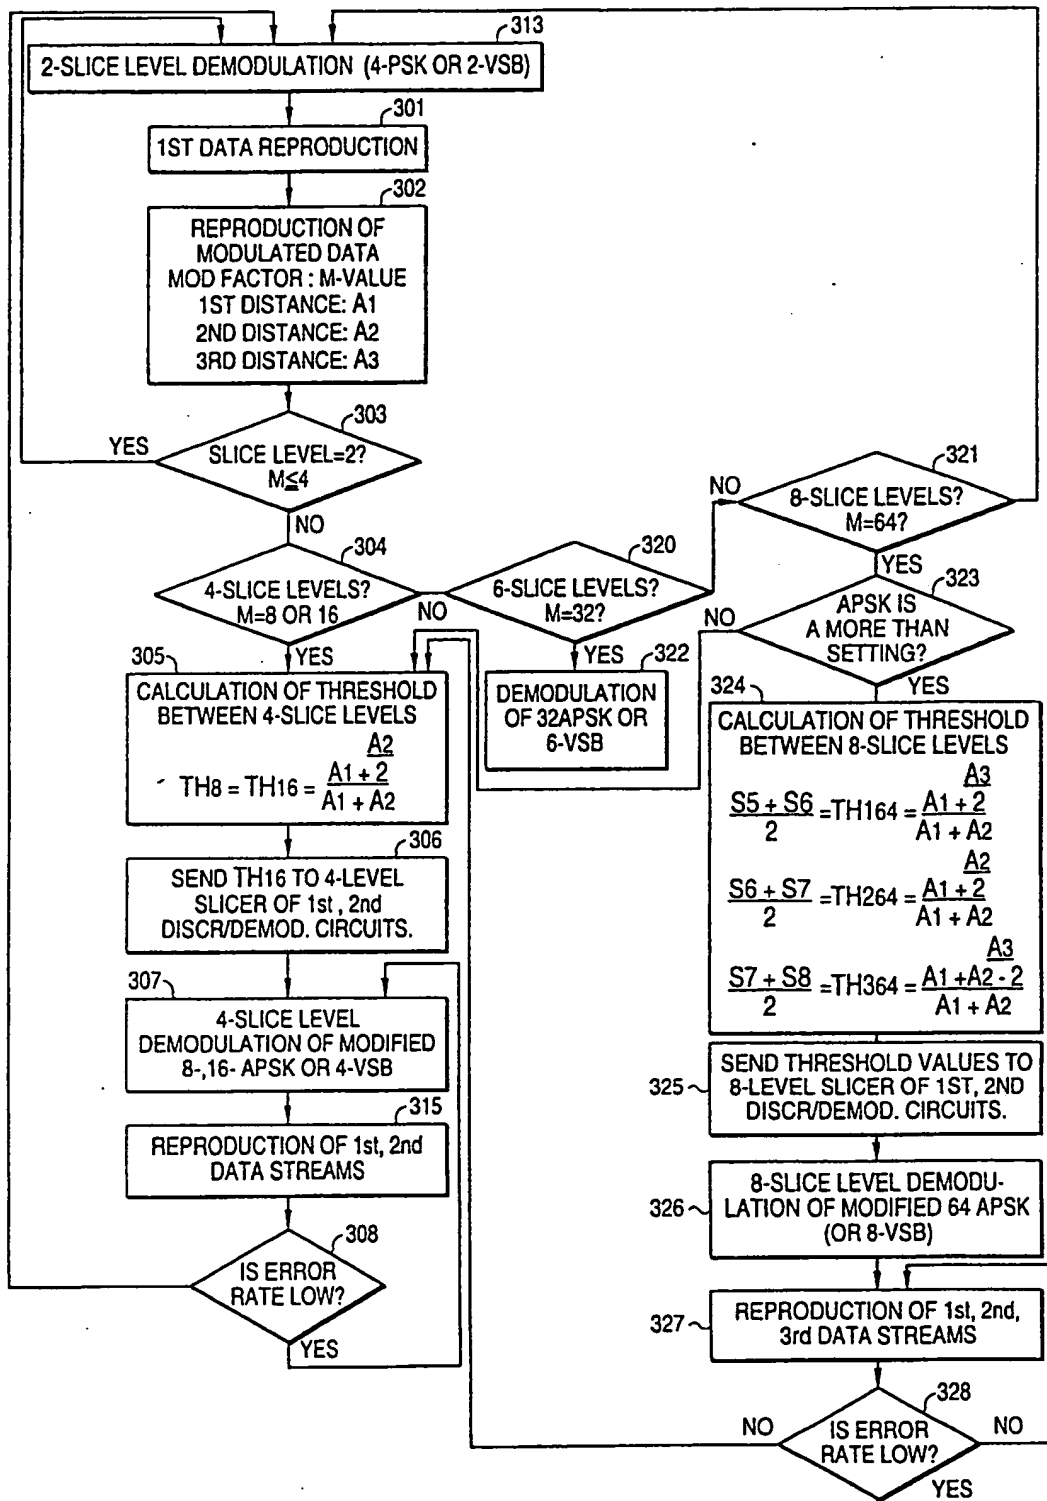 313
2-SLICE LEVEL DEMODULATION (4-PSK OR 2-VSB)
301
1ST DATA REPRODUCTION
302
REPRODUCTION OF
MODULATED DATA
MOD FACTOR : M-VALUE
1ST DISTANCE: A1
2ND DISTANCE: A2
3RD DISTANCE: A3
303
YES
SLICE LEVEL=2?
M≤4
NO
304
4-SLICE LEVELS?
M=8 OR 16
NO
YES
320
6-SLICE LEVELS?
M=32?
YES
322
DEMODULATION
OF 32APSK OR
6-VSB
NO
321
8-SLICE LEVELS?
M=64?
YES
323
NO
APSK IS
A MORE THAN
SETTING?
YES
305
CALCULATION OF THRESHOLD
BETWEEN 4-SLICE LEVELS
A2
TH8 = TH16 = A1 + 2
A1 + A2
306
SEND TH16 TO 4-LEVEL
SLICER OF 1st , 2nd
DISCR/DEMOD. CIRCUITS.
307
4-SLICE LEVEL
DEMODULATION OF MODIFIED
8-,16- APSK OR 4-VSB
315
REPRODUCTION OF 1st, 2nd
DATA STREAMS
308
IS ERROR
RATE LOW?
YES
324
CALCULATION OF THRESHOLD
BETWEEN 8-SLICE LEVELS
A3
S5 + S6 =TH164 = A1 + 2
2 A1 + A2
A2
S6 + S7 =TH264 = A1 + 2
2 A1 + A2
A3
S7 + S8 =TH364 = A1 +A2 - 2
2 A1 + A2
325
SEND THRESHOLD VALUES TO
8-LEVEL SLICER OF 1ST, 2ND
DISCR/DEMOD. CIRCUITS.
326
8-SLICE LEVEL DEMODU-
LATION OF MODIFIED 64 APSK
(OR 8-VSB)
327
REPRODUCTION OF 1st, 2nd,
3rd DATA STREAMS
328
NO
IS ERROR
RATE LOW?
NO
YES